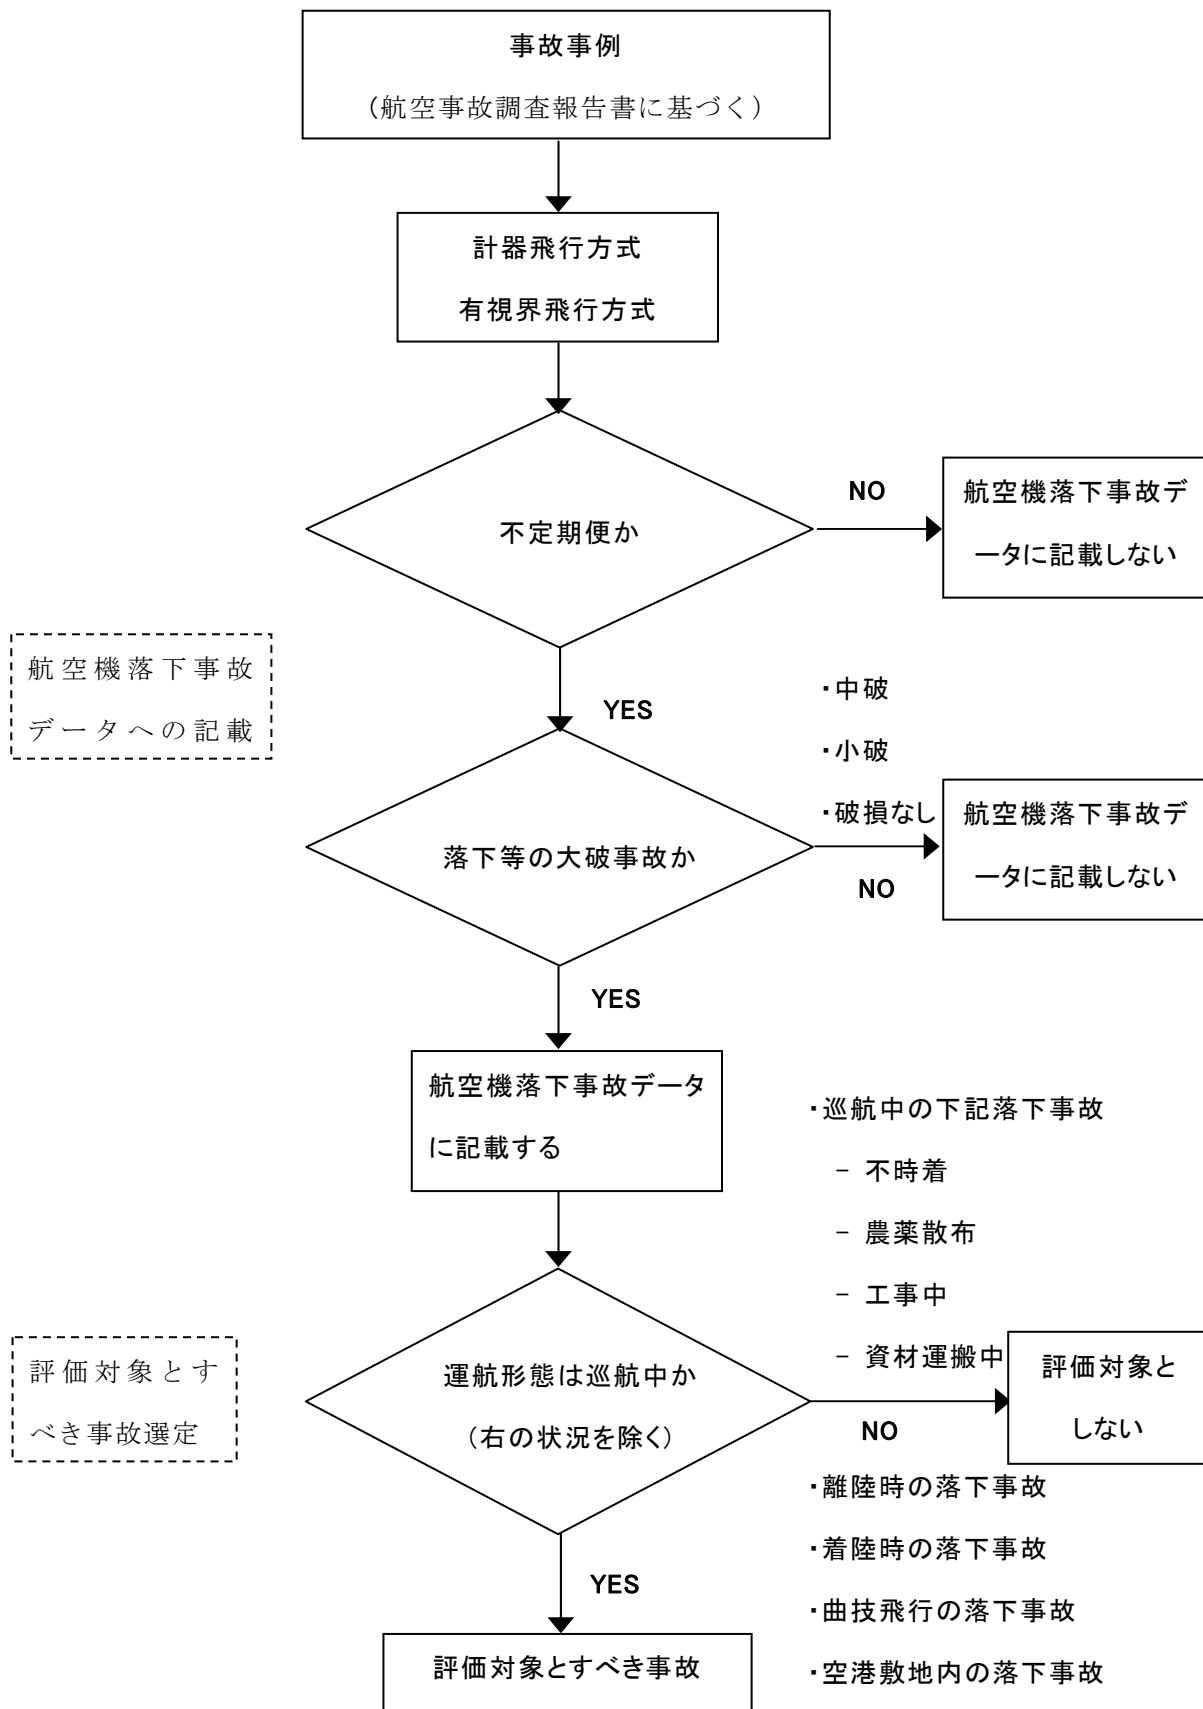 事故事例
(航空事故調査報告書に基づく)
計器飛行方式
有視界飛行方式
不定期便か
NO
航空機落下事故デ
ータに記載しない
航空機落下事故
データへの記載
YES
・中破
・小破
・破損なし
落下等の大破事故か
NO
航空機落下事故デ
ータに記載しない
YES
航空機落下事故データ
に記載する
・巡航中の下記落下事故
－ 不時着
－ 農薬散布
－ 工事中
－ 資材運搬中
評価対象とす
べき事故選定
運航形態は巡航中か
(右の状況を除く)
NO
評価対象と
しない
・離陸時の落下事故
・着陸時の落下事故
・曲技飛行の落下事故
・空港敷地内の落下事故
YES
評価対象とすべき事故